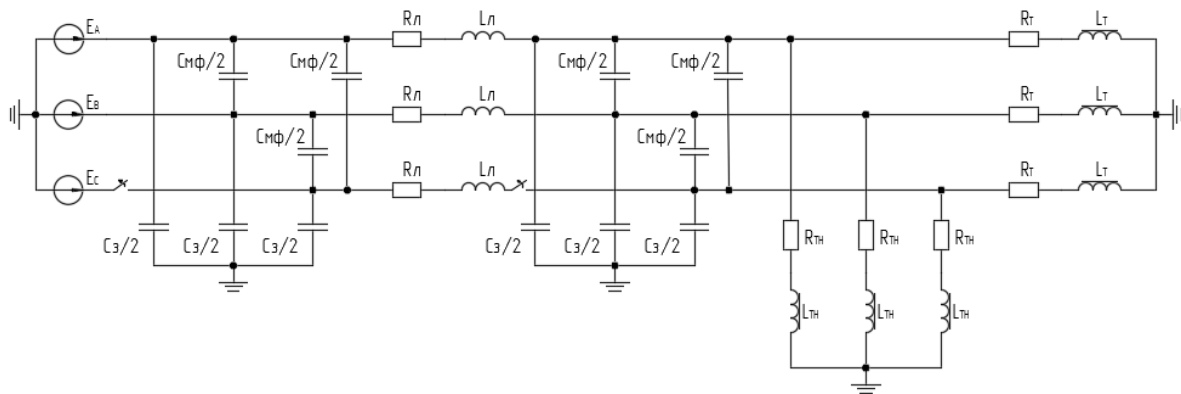 EA Rл Lл Rт Lт
Cмф/2 Cмф/2 Cмф/2 Cмф/2
EB Rл Lл Rт Lт
Cмф/2 Cмф/2
EC Rл Lл Rт Lт
Cз/2 Cз/2 Cз/2 Cз/2 Cз/2 Cз/2 Rтн Rтн Rтн
Lтн Lтн Lтн